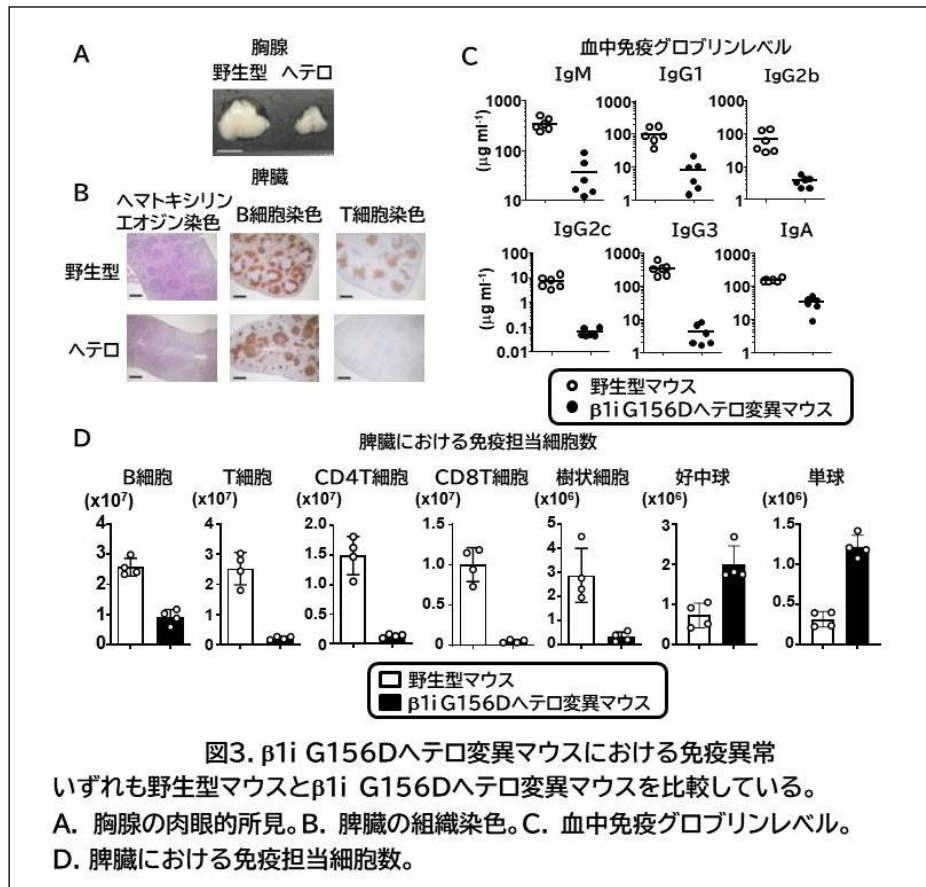 A
胸腺
野生型 ヘテロ
B
脾臓
ヘマトキシリン
エオジン染色
B細胞染色
T細胞染色
野生型
ヘテロ
C
血中免疫グロブリンレベル
IgM
IgG1
IgG2b
(μg ml-1)
1000
100
10
1000
100
10
1
1000
100
10
1
IgG2c
IgG3
IgA
(μg ml-1)
100
10
1
0.1
0.01
1000
100
10
1
1000
100
10
1
野生型マウス
β1i G156Dヘテロ変異マウス
D
脾臓における免疫担当細胞数
B細胞
T細胞
CD4T細胞
CD8T細胞
樹状細胞
好中球
単球
(x10⁷)
(x10⁷)
(x10⁷)
(x10⁷)
(x10⁶)
(x10⁶)
(x10⁶)
4
3
2
1
0
4
3
2
1
0
2.0
1.5
1.0
0.5
0
1.5
1.0
0.5
0
5
4
3
2
1
0
3
2
1
0
1.5
1.0
0.5
0
野生型マウス
β1i G156Dヘテロ変異マウス
図3. β1i G156Dヘテロ変異マウスにおける免疫異常
いずれも野生型マウスとβ1i G156Dヘテロ変異マウスを比較している。
A. 胸腺の肉眼的所見。B. 脾臓の組織染色。C. 血中免疫グロブリンレベル。
D. 脾臓における免疫担当細胞数。